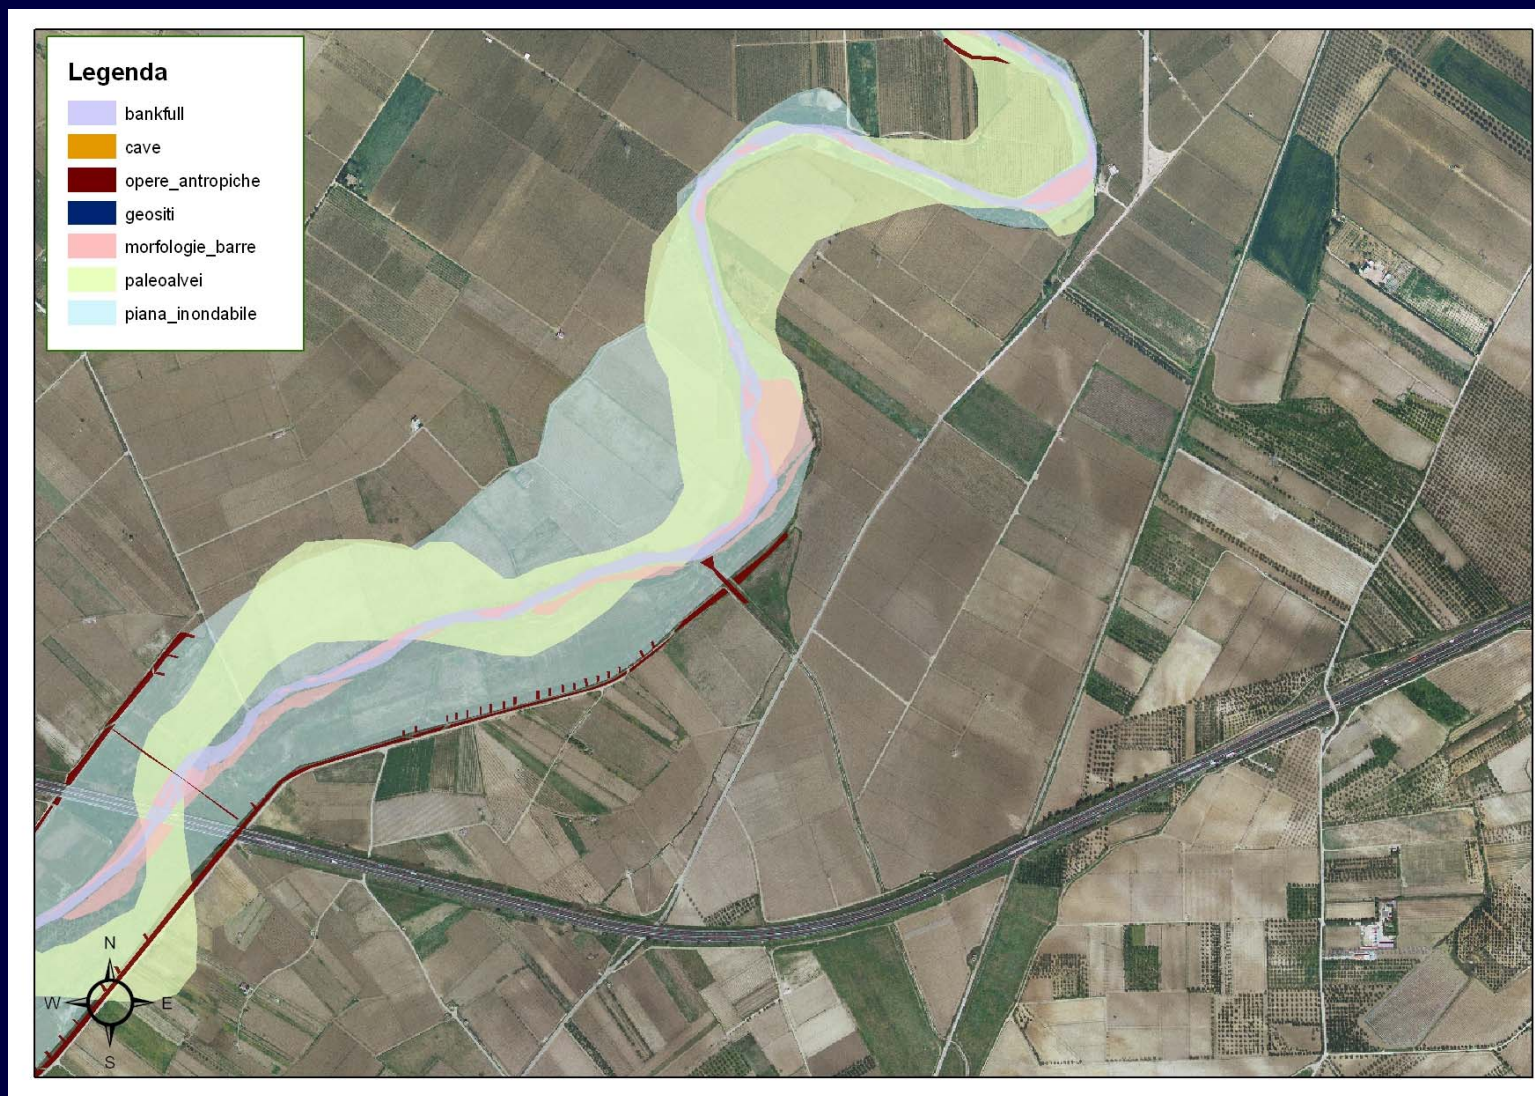 Legenda
bankfull
cave
opere_antropiche
geositi
morfologie_barre
paleoalvei
piana_inondabile
N
W E
S